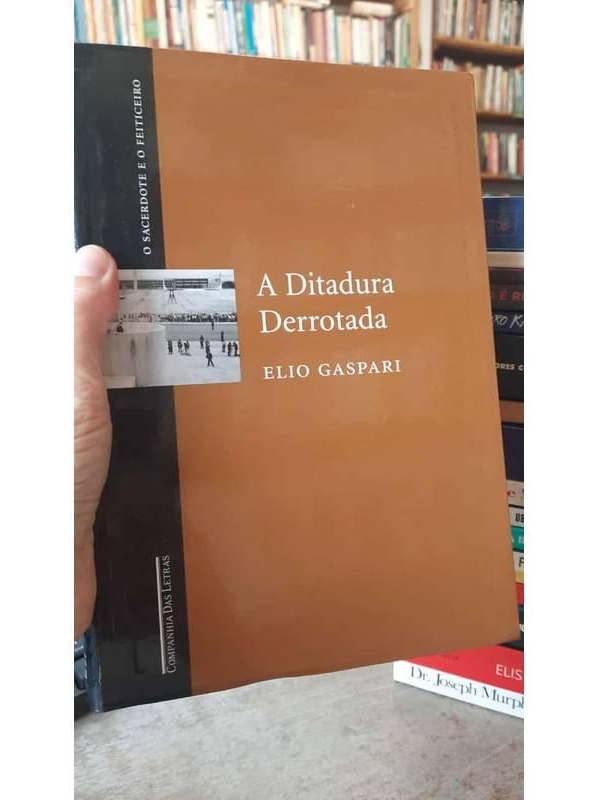 O SACERDOTE E O FEITICEIRO
A Ditadura
Derrotada
ELIO GASPARI
COMPANHIA DAS LETRAS
ELIS
Dr. Joseph Murph